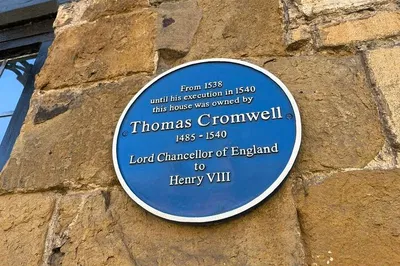 From 1538
until his execution in 1540
this house was owned by
Thomas Cromwell
1485 - 1540
Lord Chancellor of England
to
Henry VIII